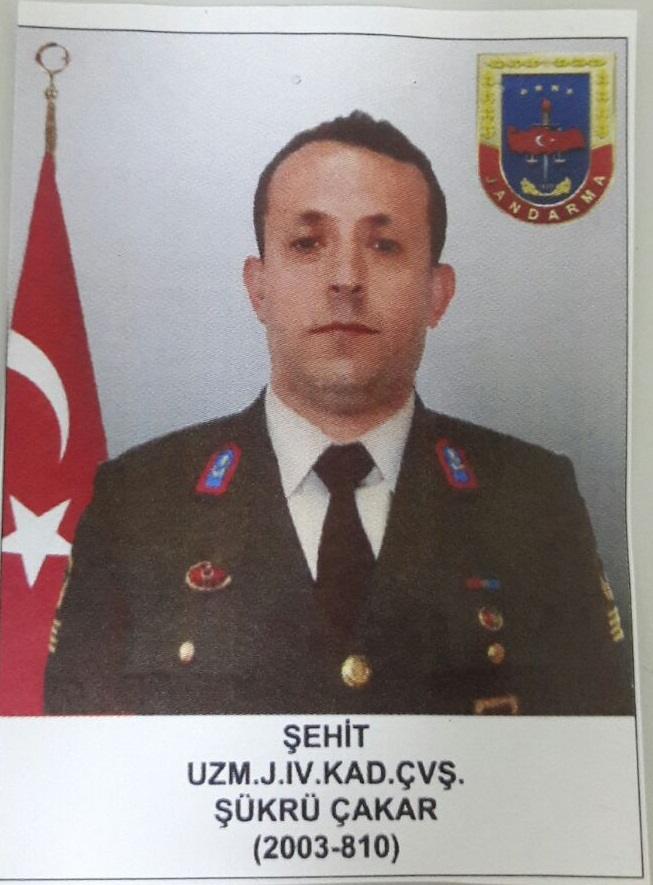 JANDARMA
ŞEHİT
UZM.J.IV.KAD.ÇVŞ.
ŞÜKRÜ ÇAKAR
(2003-810)